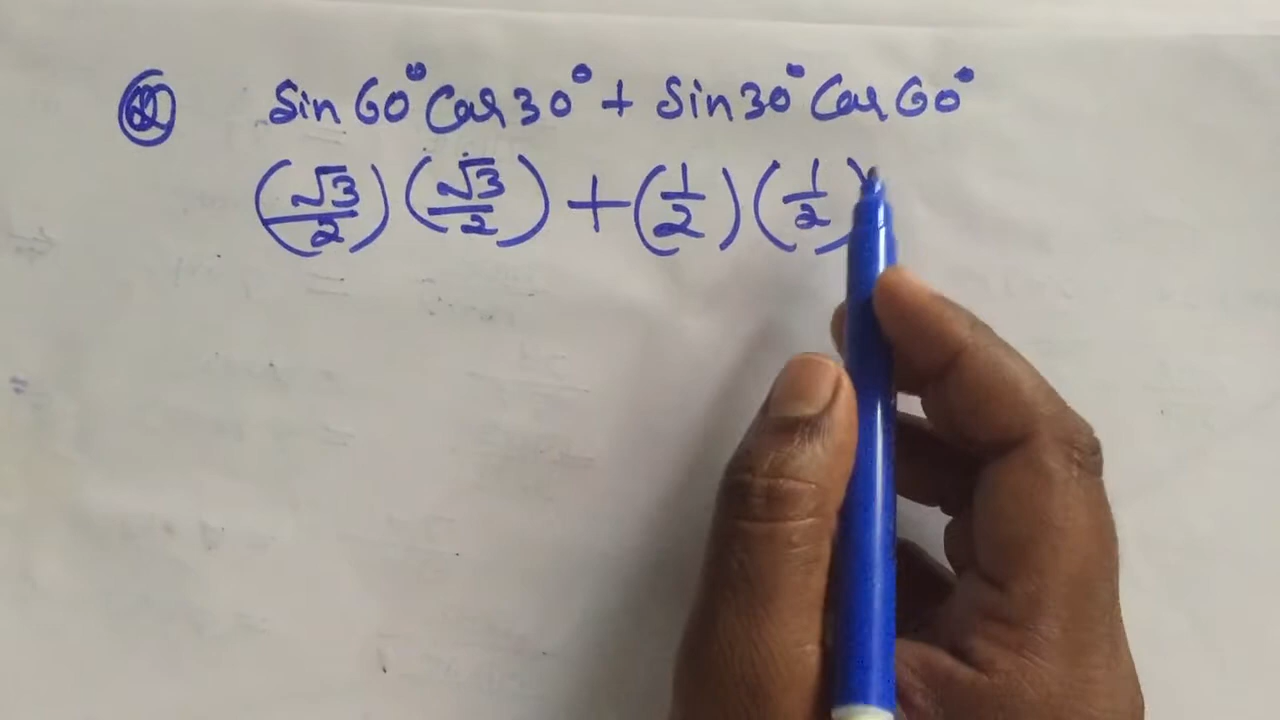 Sin 60° Cos 30° + Sin 30° Cos 60°
(√3/2) (√3/2) + (1/2) (1/2)